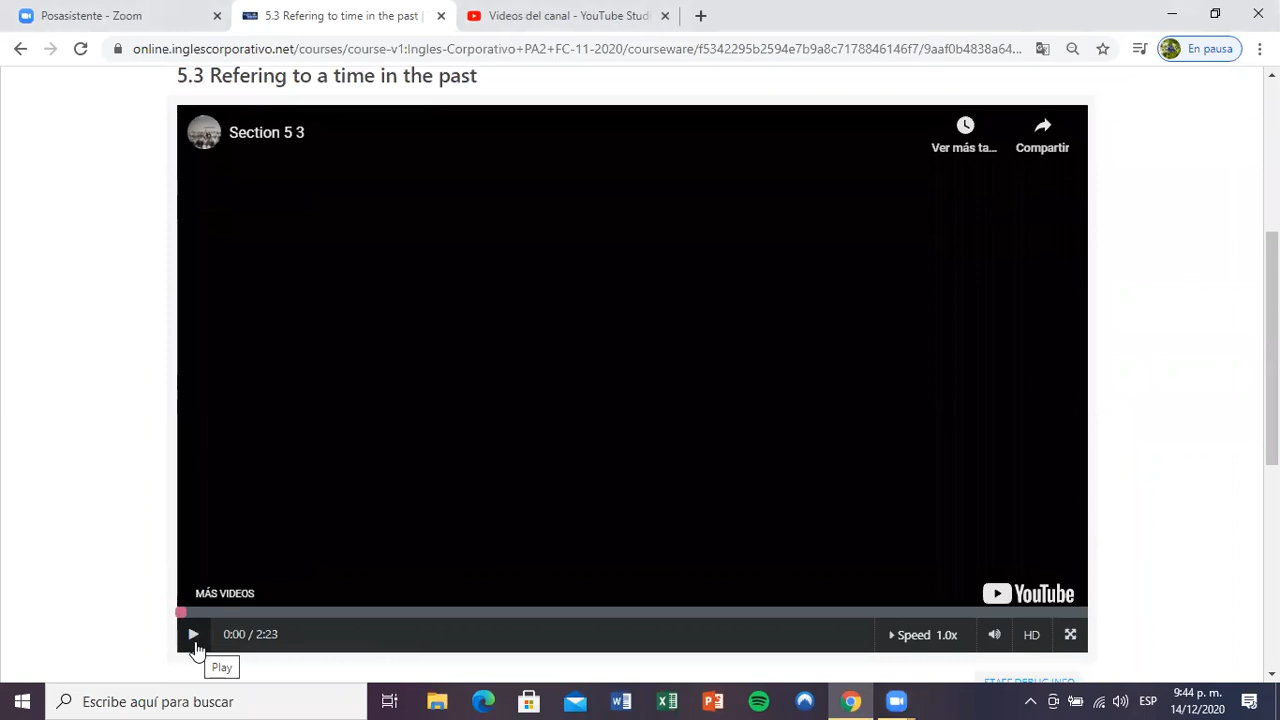 Posasistente - Zoom
5.3 Refering to time in the past |
Videos del canal - YouTube Studi
online.inglescorporativo.net/courses/course-v1:Ingles-Corporativo+PA2+FC-11-2020/courseware/f5342295b2594e7b9a8c7178846146f7/9aaf0b4838a64...
En pausa
5.3 Refering to a time in the past
Section 5 3
Ver más ta...
Compartir
MÁS VIDEOS
YouTube
0:00 / 2:23
Speed 1.0x
HD
Play
STAFF DEBUG INFO
Escribe aquí para buscar
ESP
9:44 p. m.
14/12/2020